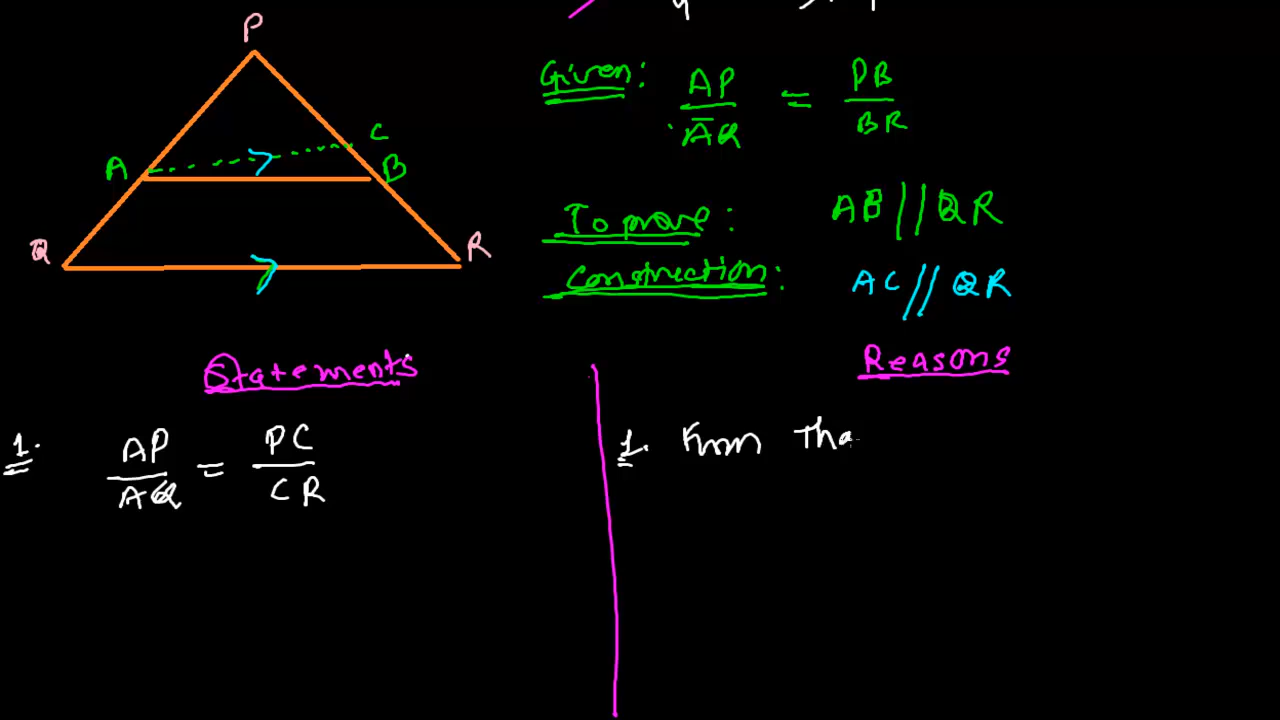 P
A
C
B
Q
R
Given: AP/AQ = PB/BR
To prove: AB // QR
Construction: AC // QR
Statements
Reasons
1. AP/AQ = PC/CR
1. From Tha